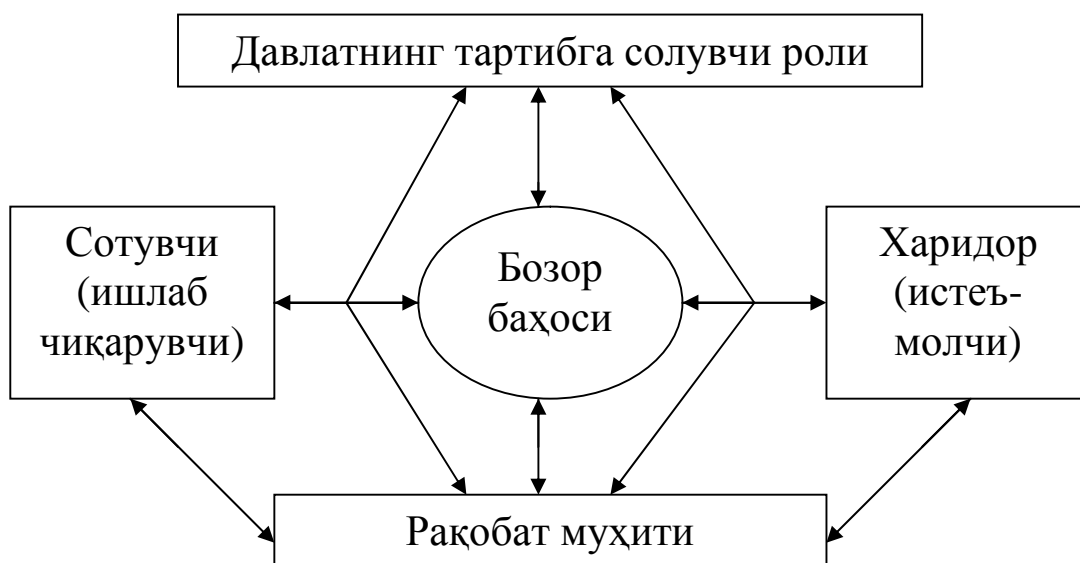 Давлатнинг тартибга солувчи роли
Сотувчи
(ишлаб
чиқарувчи)
Бозор
баҳоси
Харидор
(истеъ-
молчи)
Рақобат муҳити